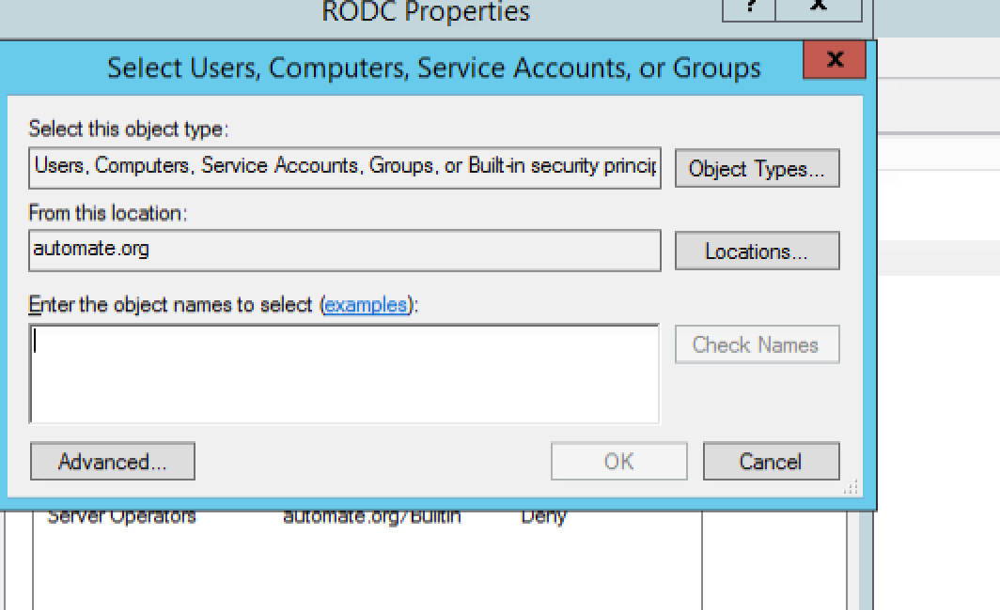 RODC Properties
? x
Select Users, Computers, Service Accounts, or Groups x
Select this object type:
Users, Computers, Service Accounts, Groups, or Built-in security princip
Object Types...
From this location:
automate.org
Locations...
Enter the object names to select (examples):
Check Names
Advanced...
OK
Cancel
Server Operators automate.org/Builtin Deny